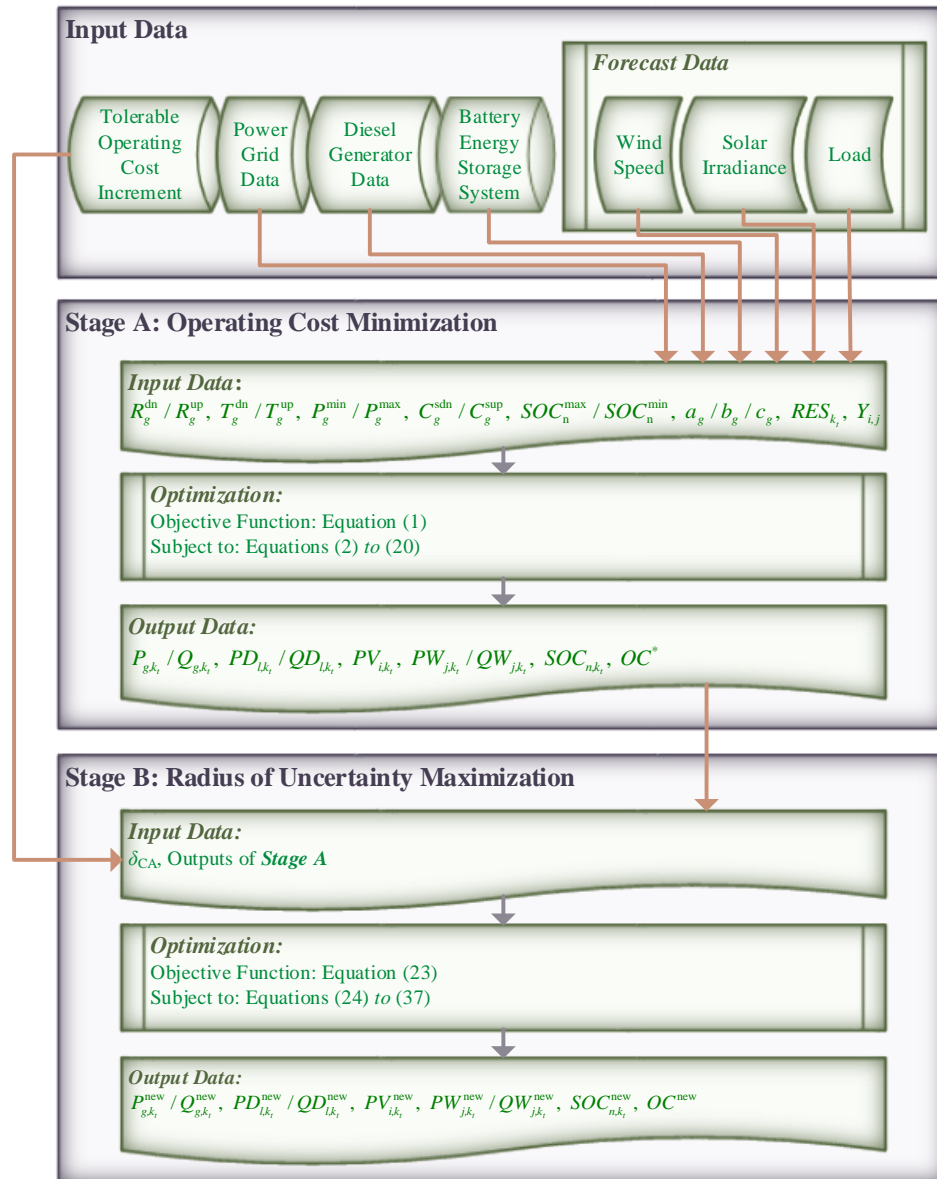 Input Data
Forecast Data
Tolerable
Operating
Cost
Increment
Power
Grid
Data
Diesel
Generator
Data
Battery
Energy
Storage
System
Wind
Speed
Solar
Irradiance
Load
Stage A: Operating Cost Minimization
Input Data:
R_g^dn / R_g^up, T_g^dn / T_g^up, P_g^min / P_g^max, C_g^sdn / C_g^sup, SOC_n^max / SOC_n^min, a_g / b_g / c_g, RES_{k_t}, Y_{i,j}
Optimization:
Objective Function: Equation (1)
Subject to: Equations (2) to (20)
Output Data:
P_{g,k_t} / Q_{g,k_t}, PD_{l,k_t} / QD_{l,k_t}, PV_{i,k_t}, PW_{j,k_t} / QW_{j,k_t}, SOC_{n,k_t}, OC^*
Stage B: Radius of Uncertainty Maximization
Input Data:
δ_CA, Outputs of Stage A
Optimization:
Objective Function: Equation (23)
Subject to: Equations (24) to (37)
Output Data:
P_{g,k_t}^new / Q_{g,k_t}^new, PD_{l,k_t}^new / QD_{l,k_t}^new, PV_{i,k_t}^new, PW_{j,k_t}^new / QW_{j,k_t}^new, SOC_{n,k_t}^new, OC^new